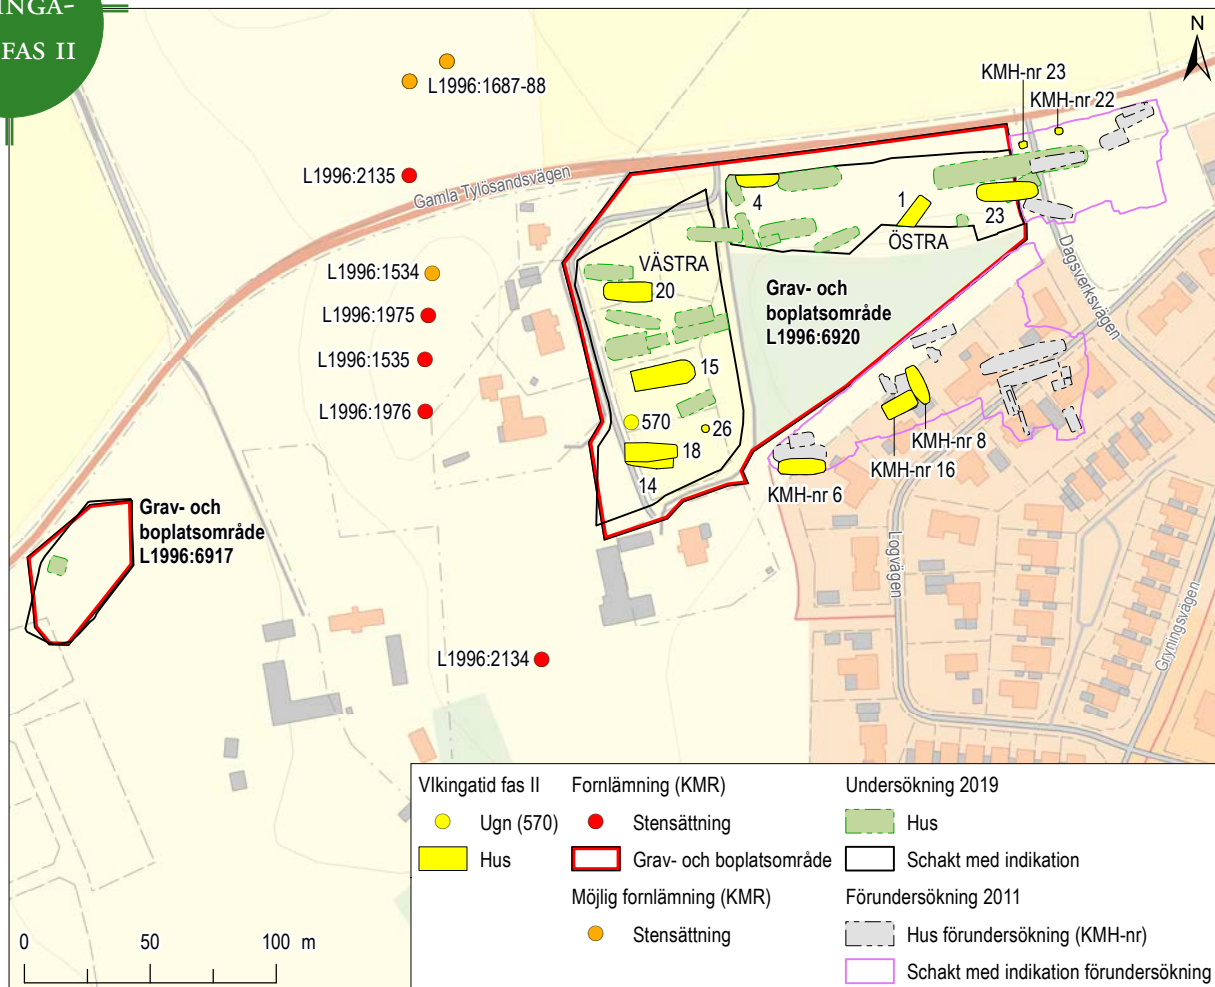 INGA-
FAS II
N
L1996:1687-88
KMH-nr 23
KMH-nr 22
L1996:2135
Gamla Tylösandsvägen
4
1
23
ÖSTRA
Dagsverksvägen
L1996:1534
VÄSTRA
20
Grav- och
boplatsområde
L1996:6920
L1996:1975
L1996:1535
15
L1996:1976
570
26
18
14
KMH-nr 8
KMH-nr 16
KMH-nr 6
Grav- och
boplatsområde
L1996:6917
Logvägen
Gryningsvägen
L1996:2134
VIkingatid fas II
Ugn (570)
Hus
Fornlämning (KMR)
Stensättning
Grav- och boplatsområde
Möjlig fornlämning (KMR)
Stensättning
Undersökning 2019
Hus
Schakt med indikation
Förundersökning 2011
Hus förundersökning (KMH-nr)
Schakt med indikation förundersökning
0 50 100 m